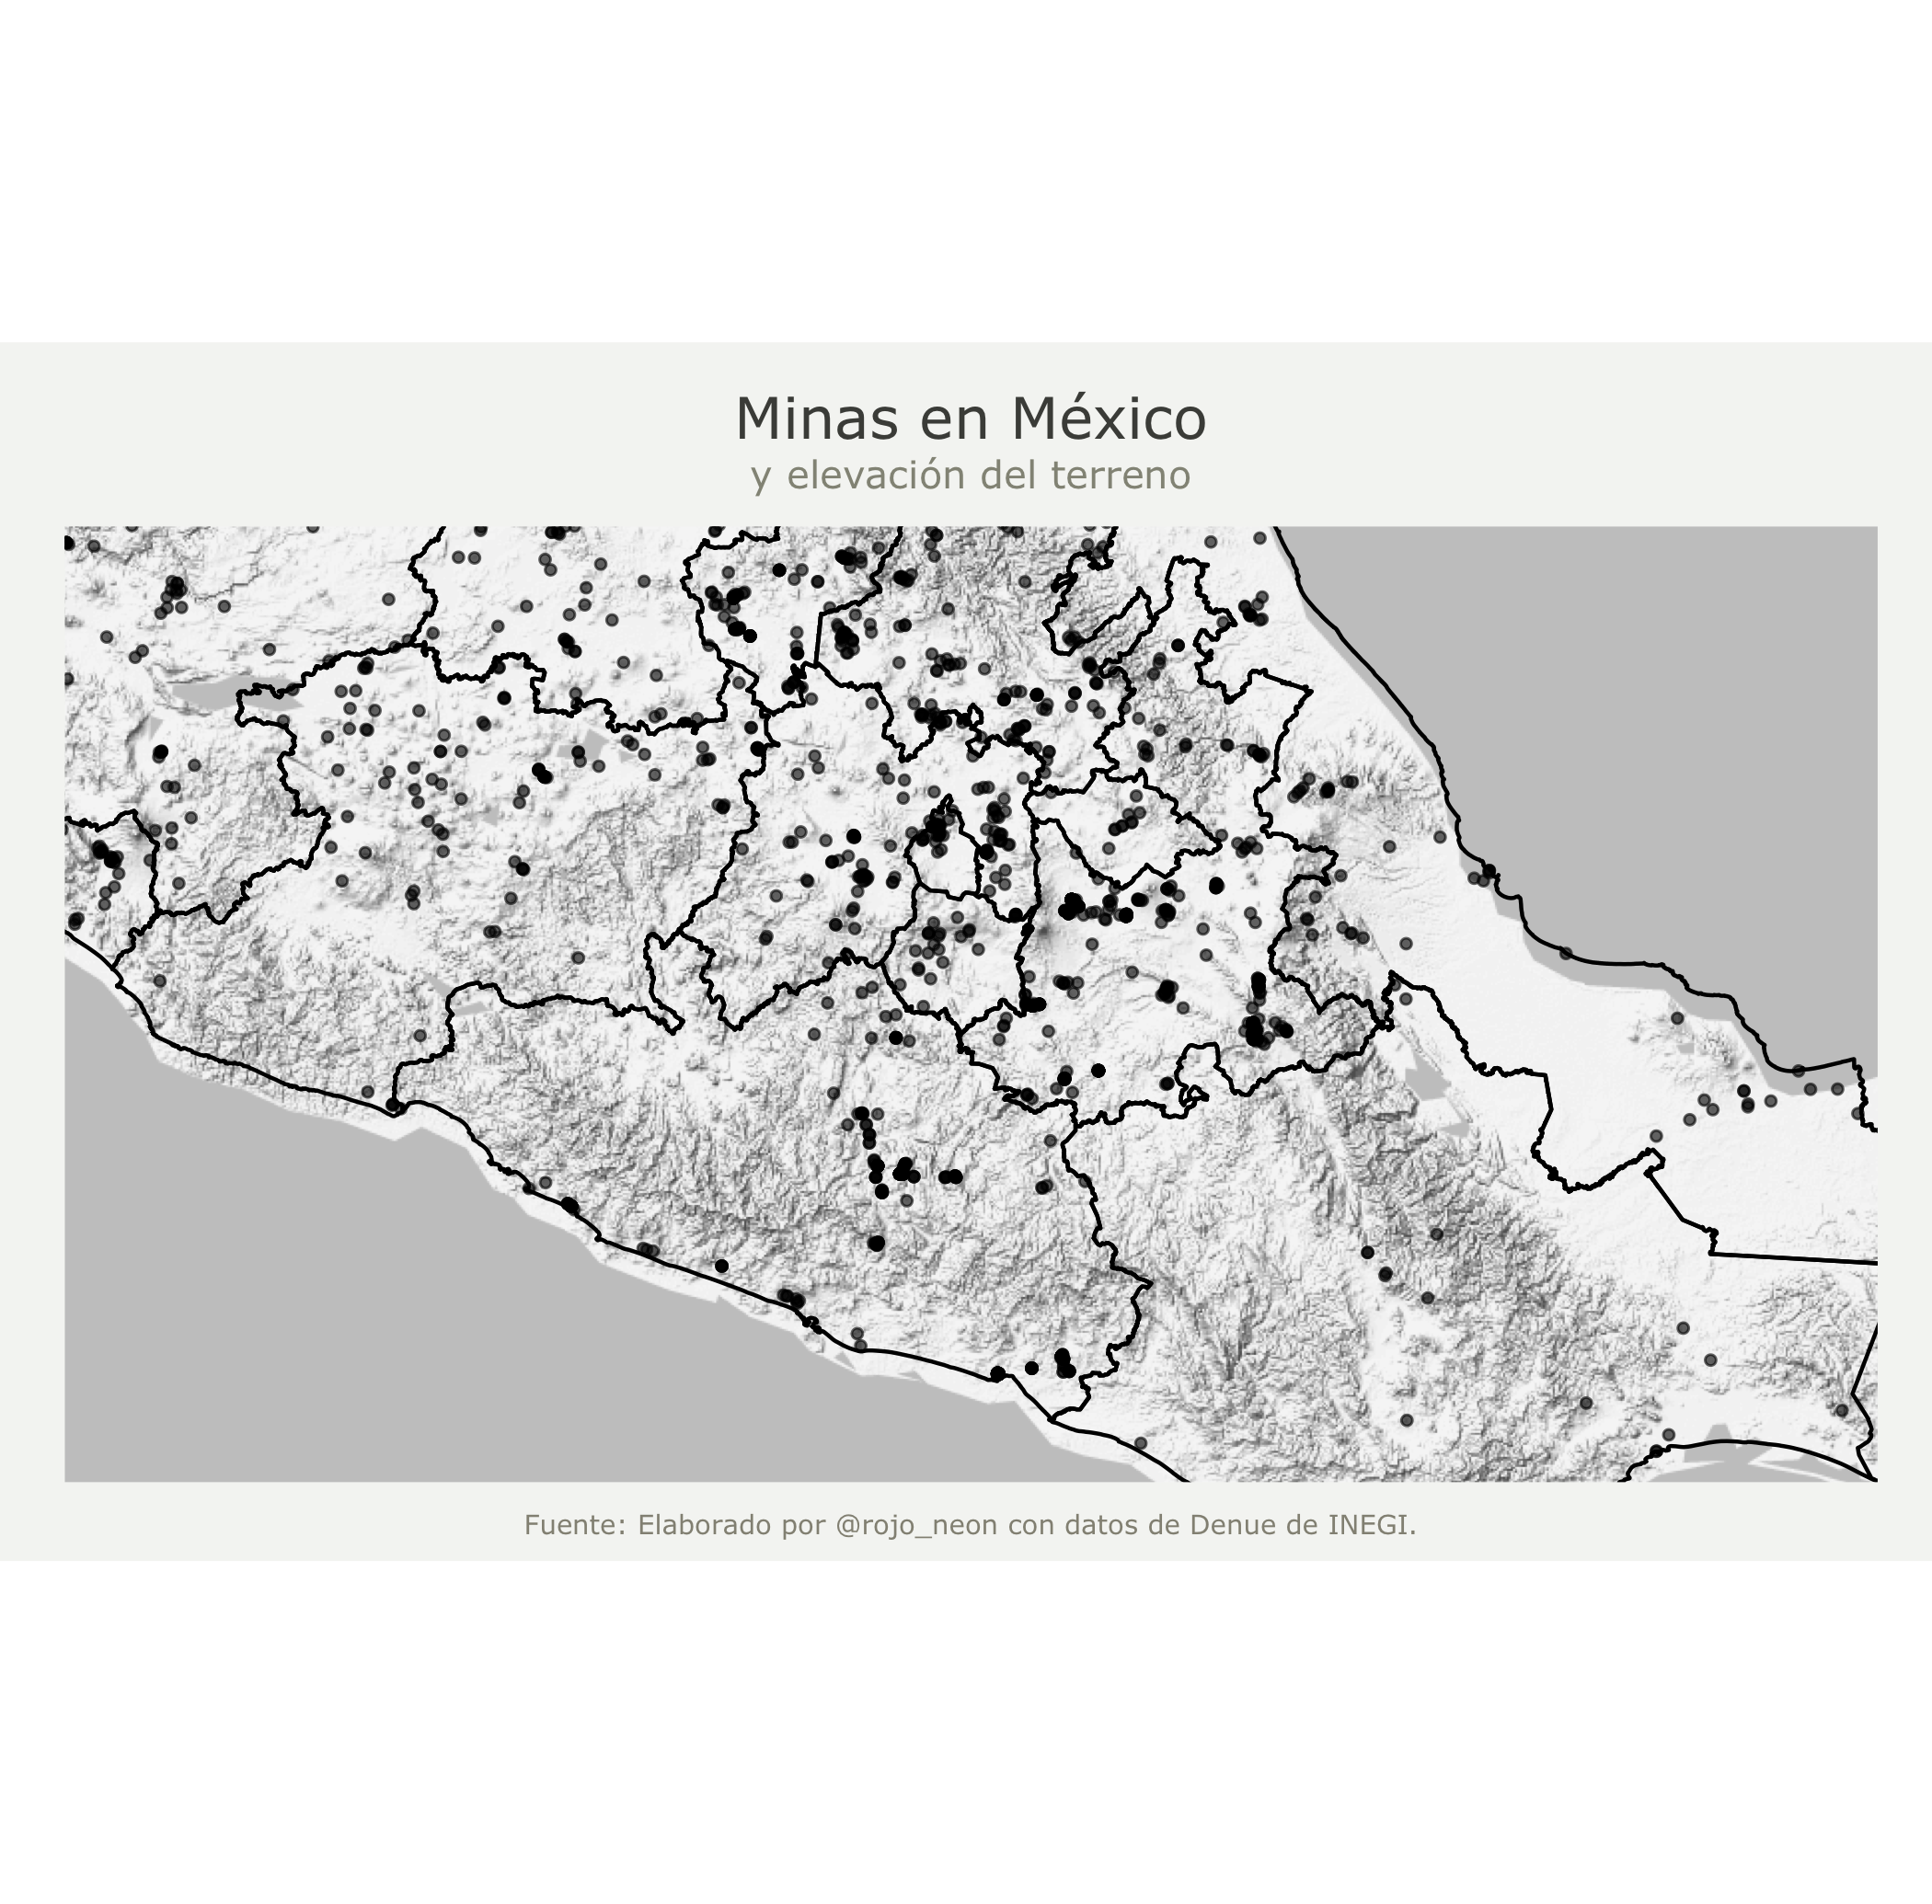 Minas en México
y elevación del terreno
Fuente: Elaborado por @rojo_neon con datos de Denue de INEGI.